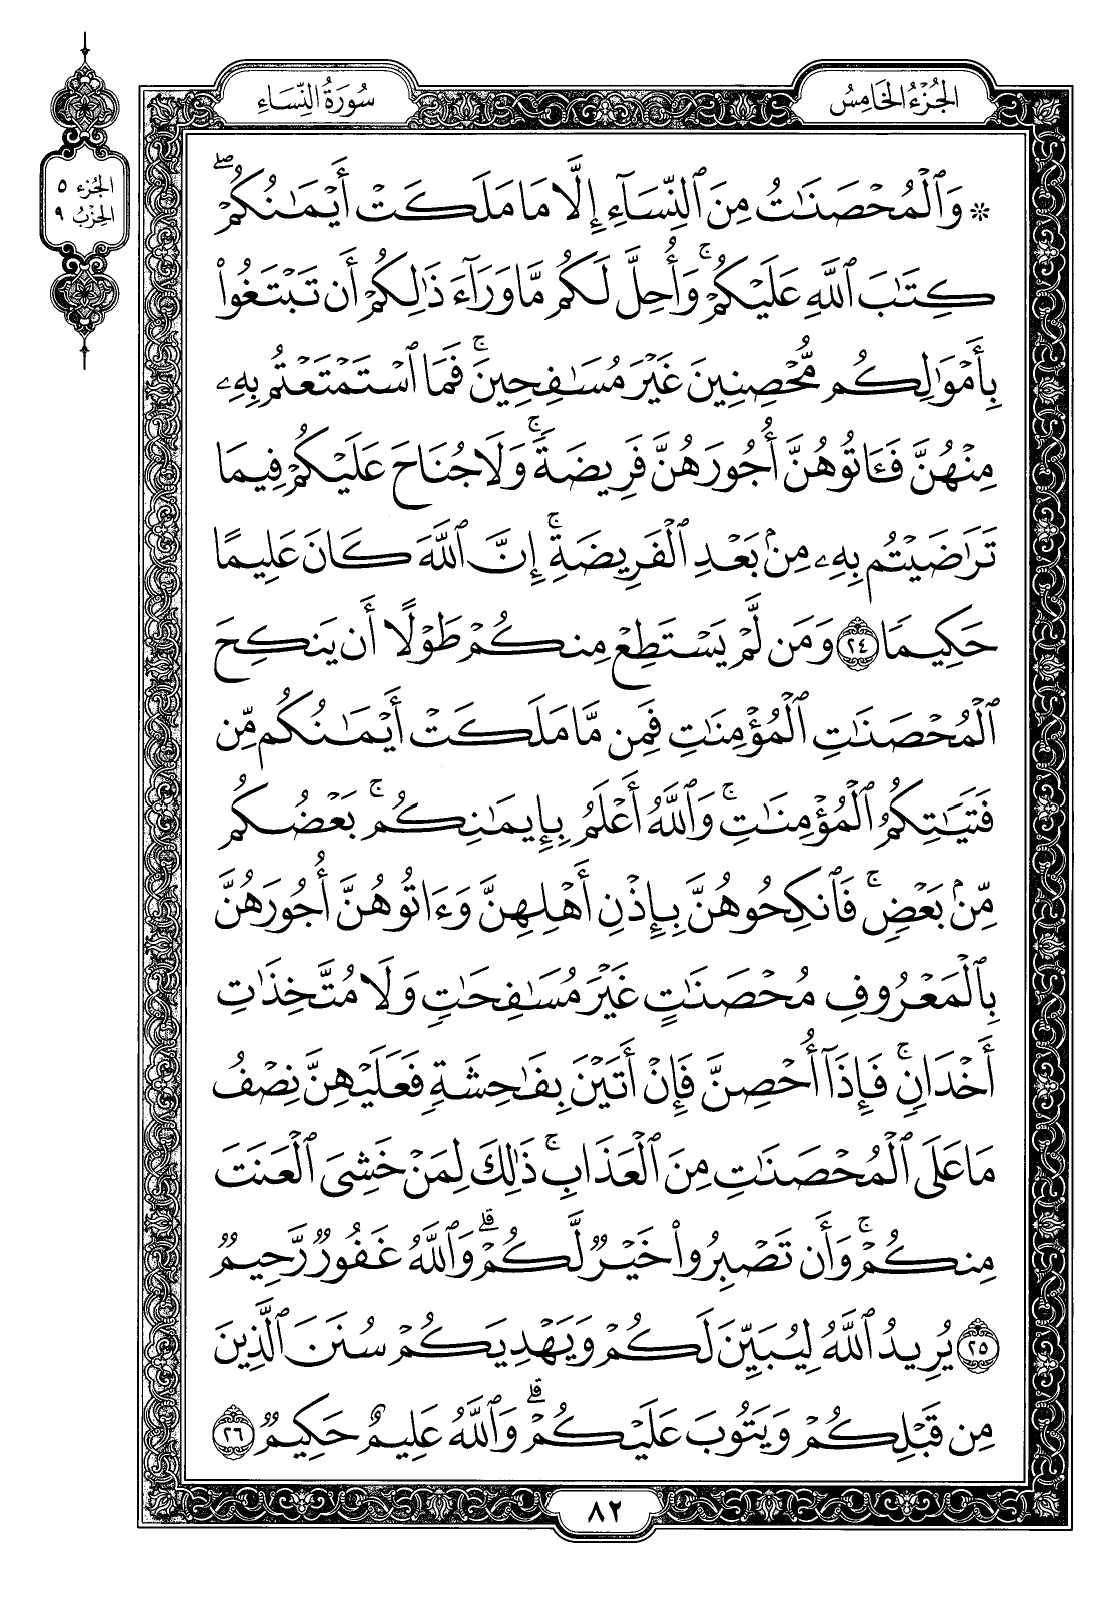 الجُزْءُ الخَامِسُ
سُورَةُ النِّسَاءِ
الجُزء ٥
الحِزْبُ ٩
۞ وَٱلْمُحْصَنَـٰتُ مِنَ ٱلنِّسَآءِ إِلَّا مَا مَلَكَتْ أَيْمَـٰنُكُمْ ۖ
كِتَـٰبَ ٱللَّهِ عَلَيْكُمْ ۚ وَأُحِلَّ لَكُم مَّا وَرَآءَ ذَٰلِكُمْ أَن تَبْتَغُوا۟
بِأَمْوَٰلِكُم مُّحْصِنِينَ غَيْرَ مُسَـٰفِحِينَ ۚ فَمَا ٱسْتَمْتَعْتُم بِهِۦ
مِنْهُنَّ فَـَٔاتُوهُنَّ أُجُورَهُنَّ فَرِيضَةً ۚ وَلَا جُنَاحَ عَلَيْكُمْ فِيمَا
تَرَٰضَيْتُم بِهِۦ مِنۢ بَعْدِ ٱلْفَرِيضَةِ ۚ إِنَّ ٱللَّهَ كَانَ عَلِيمًا
حَكِيمًا ٢٤ وَمَن لَّمْ يَسْتَطِعْ مِنكُمْ طَوْلًا أَن يَنكِحَ
ٱلْمُحْصَنَـٰتِ ٱلْمُؤْمِنَـٰتِ فَمِن مَّا مَلَكَتْ أَيْمَـٰنُكُم مِّن
فَتَيَـٰتِكُمُ ٱلْمُؤْمِنَـٰتِ ۚ وَٱللَّهُ أَعْلَمُ بِإِيمَـٰنِكُم ۚ بَعْضُكُم
مِّنۢ بَعْضٍ ۚ فَٱنكِحُوهُنَّ بِإِذْنِ أَهْلِهِنَّ وَءَاتُوهُنَّ أُجُورَهُنَّ
بِٱلْمَعْرُوفِ مُحْصَنَـٰتٍ غَيْرَ مُسَـٰفِحَـٰتٍ وَلَا مُتَّخِذَٰتِ
أَخْدَانٍ ۚ فَإِذَآ أُحْصِنَّ فَإِنْ أَتَيْنَ بِفَـٰحِشَةٍ فَعَلَيْهِنَّ نِصْفُ
مَا عَلَى ٱلْمُحْصَنَـٰتِ مِنَ ٱلْعَذَابِ ۚ ذَٰلِكَ لِمَنْ خَشِىَ ٱلْعَنَتَ
مِنكُمْ ۚ وَأَن تَصْبِرُوا۟ خَيْرٌ لَّكُمْ ۗ وَٱللَّهُ غَفُورٌ رَّحِيمٌ
٢٥ يُرِيدُ ٱللَّهُ لِيُبَيِّنَ لَكُمْ وَيَهْدِيَكُمْ سُنَنَ ٱلَّذِينَ
مِن قَبْلِكُمْ وَيَتُوبَ عَلَيْكُمْ ۗ وَٱللَّهُ عَلِيمٌ حَكِيمٌ ٢٦
٨٢